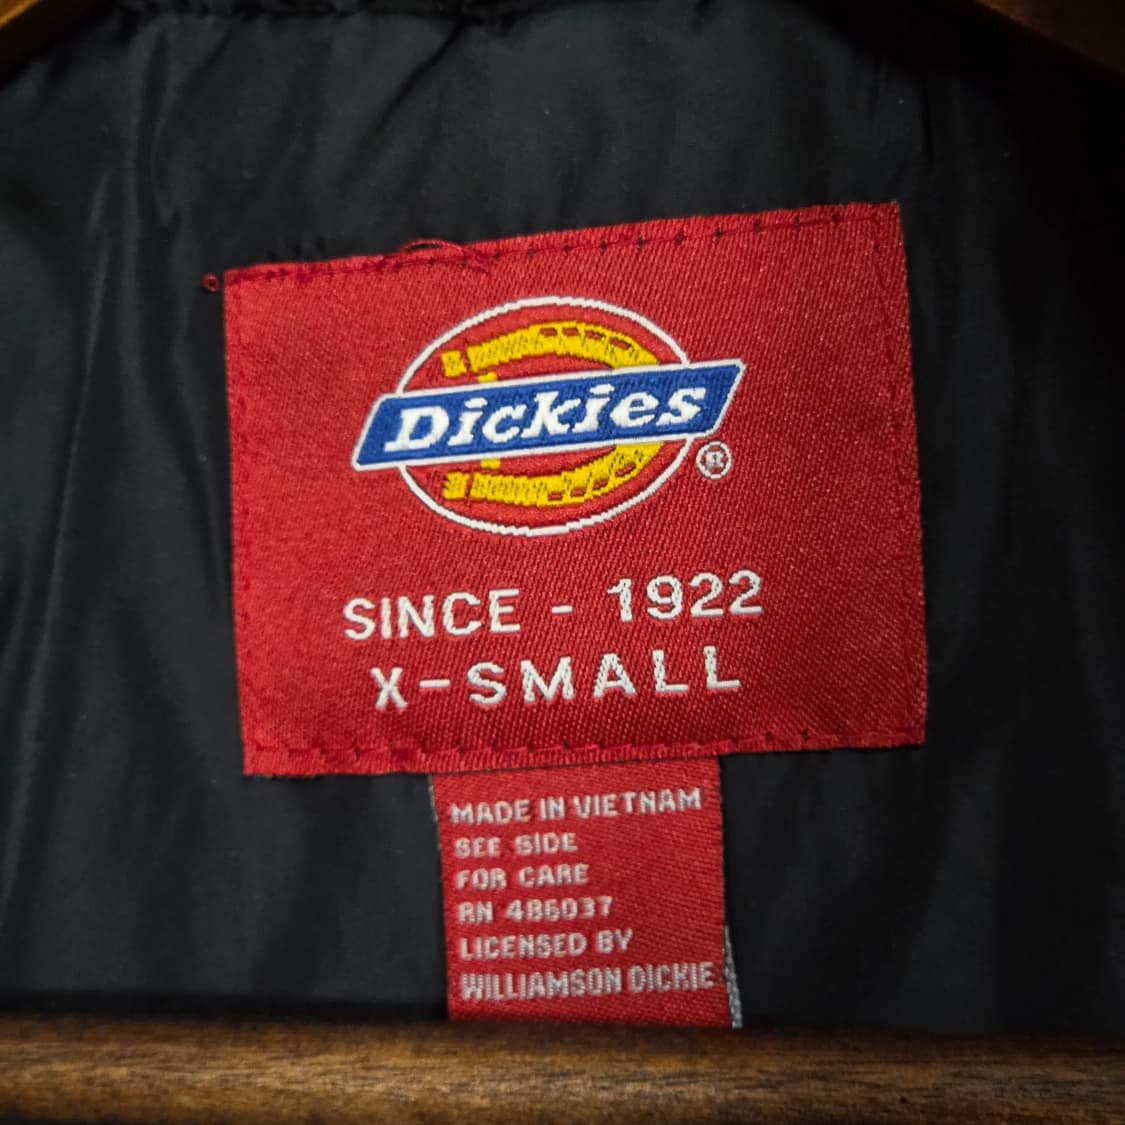 Dickies
®
SINCE - 1922
X-SMALL
MADE IN VIETNAM
SEE SIDE
FOR CARE
RN 486037
LICENSED BY
WILLIAMSON DICKIE